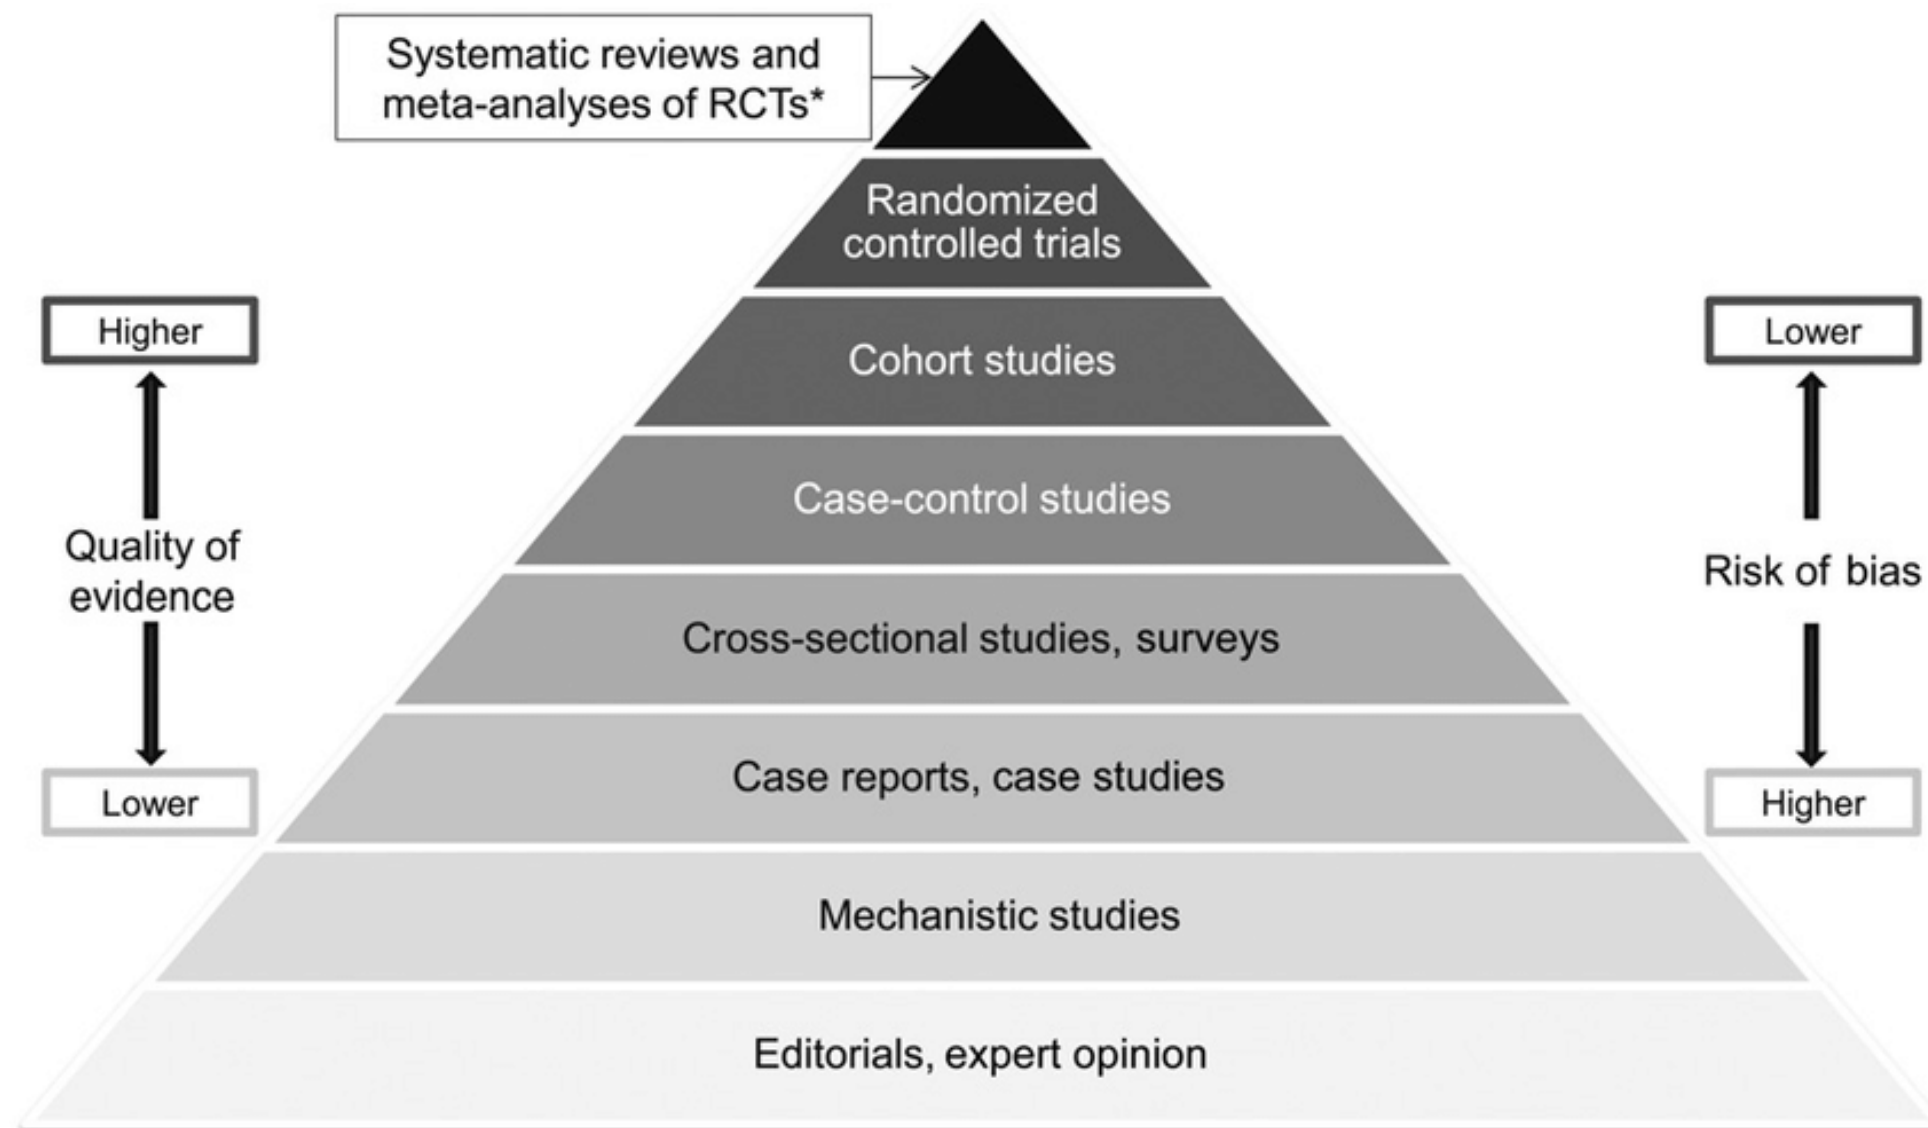 Systematic reviews and
meta-analyses of RCTs*
Randomized
controlled trials
Higher
Lower
Cohort studies
Case-control studies
Quality of
evidence
Risk of bias
Cross-sectional studies, surveys
Case reports, case studies
Lower
Higher
Mechanistic studies
Editorials, expert opinion